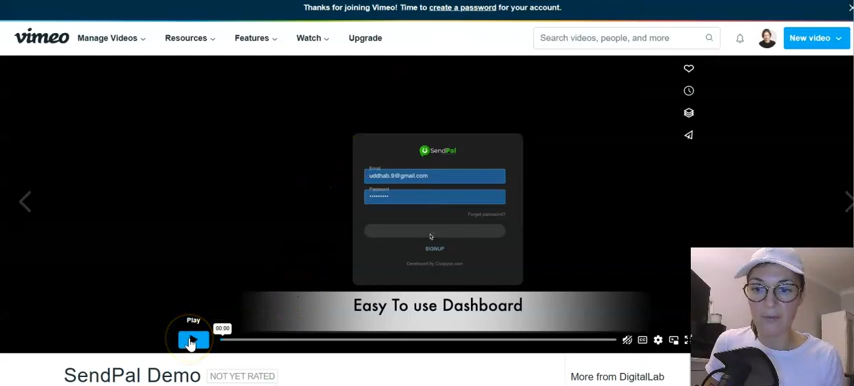 Thanks for joining Vimeo! Time to create a password for your account.
vimeo Manage Videos Resources Features Watch Upgrade Search videos, people, and more New video
SendPal
Email
uddhab.9@gmail.com
Password
•••••••••
Forget password?
SIGNUP
Easy To use Dashboard
Play
00:00
SendPal Demo NOT YET RATED
More from DigitalLab